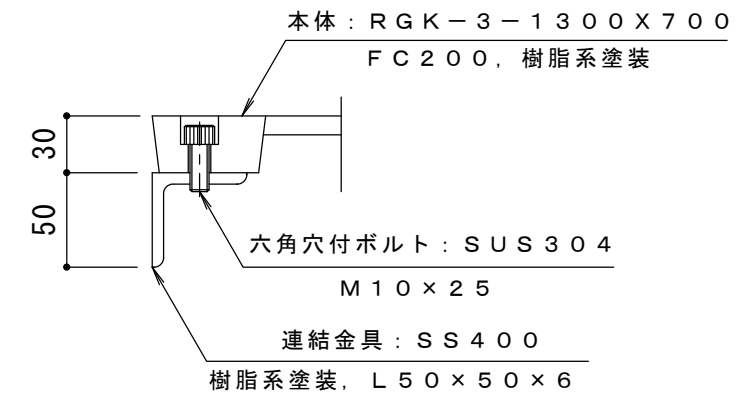 本体：ＲＧＫ－３－１３００Ｘ７００
ＦＣ２００，樹脂系塗装
30
50
六角穴付ボルト：ＳＵＳ３０４
Ｍ１０×２５
連結金具：ＳＳ４００
樹脂系塗装，Ｌ５０×５０×６